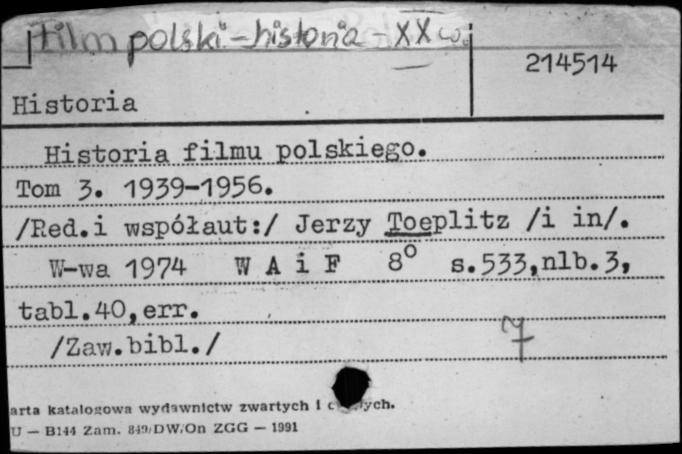 film polski - historia - XX w.
214514
Historia
Historia filmu polskiego.
Tom 3. 1939-1956.
/Red.i współaut:/ Jerzy Toeplitz /i in/.
W-wa 1974 W A i F 8° s.533,nlb.3,
tabl.40,err.
/Zaw.bibl./
7
arta katalogowa wydawnictw zwartych i ych.
U — B144 Zam. 849/DW/On ZGG — 1991